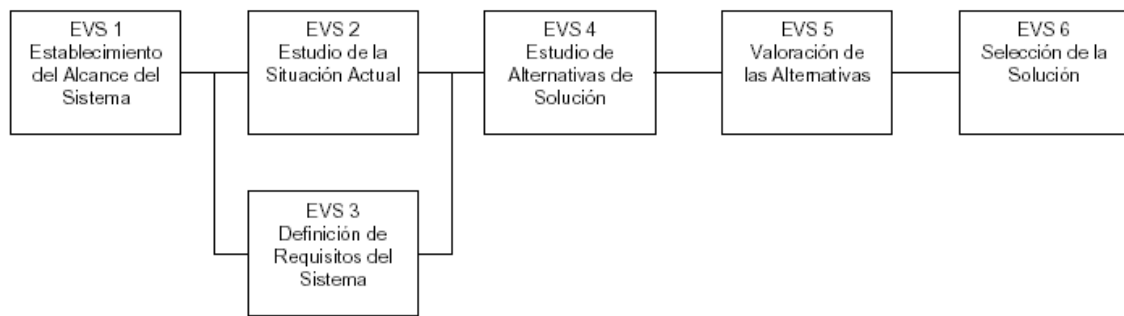 EVS 1
Establecimiento
del Alcance del
Sistema
EVS 2
Estudio de la
Situación Actual
EVS 4
Estudio de
Alternativas de
Solución
EVS 5
Valoración de
las Alternativas
EVS 6
Selección de la
Solución
EVS 3
Definición de
Requisitos del
Sistema